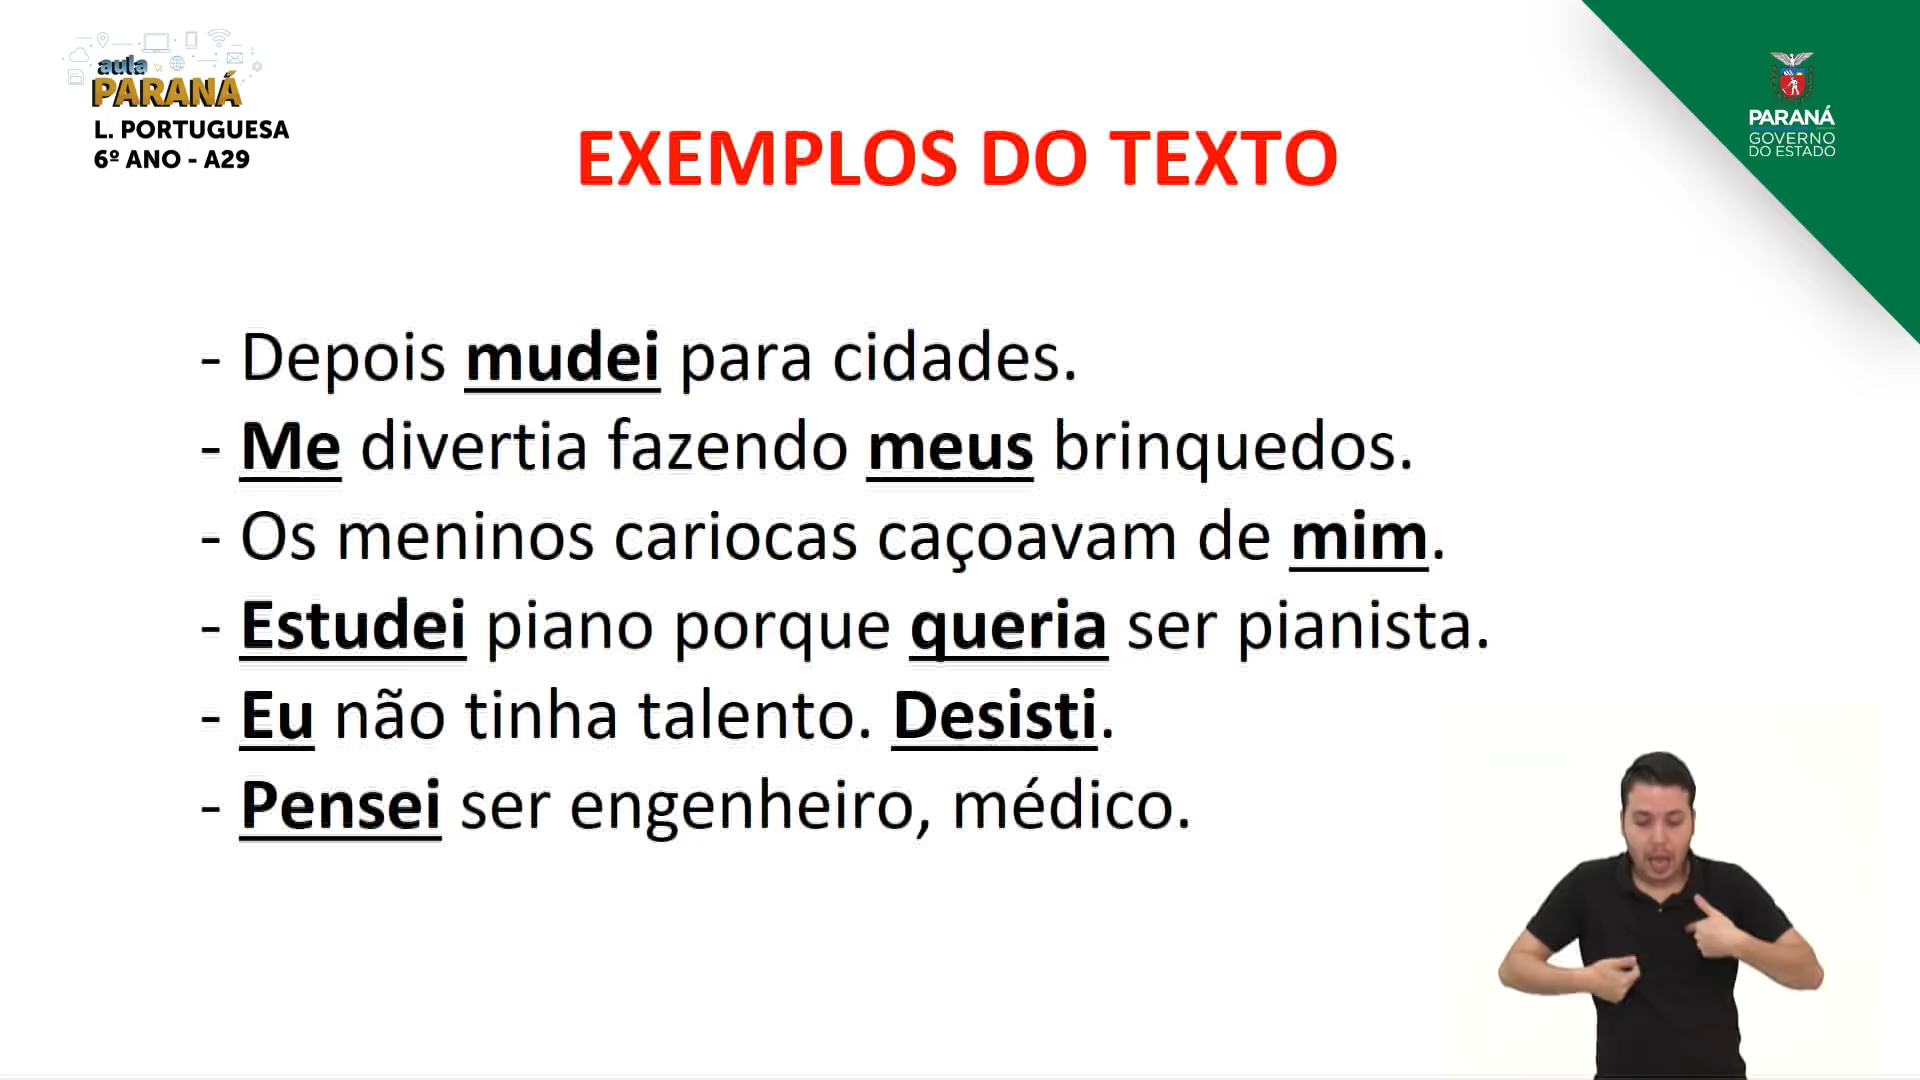 aula
PARANÁ
L. PORTUGUESA
6º ANO - A29
PARANÁ
GOVERNO
DO ESTADO
EXEMPLOS DO TEXTO
- Depois mudei para cidades.
- Me divertia fazendo meus brinquedos.
- Os meninos cariocas caçoavam de mim.
- Estudei piano porque queria ser pianista.
- Eu não tinha talento. Desisti.
- Pensei ser engenheiro, médico.